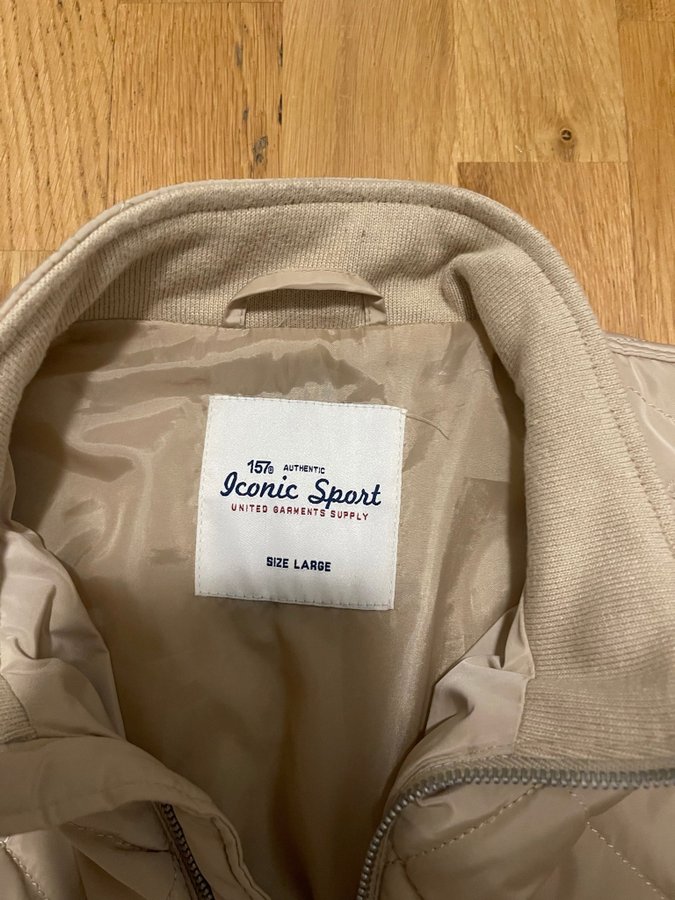 157® AUTHENTIC
Iconic Sport
UNITED GARMENTS SUPPLY
SIZE LARGE